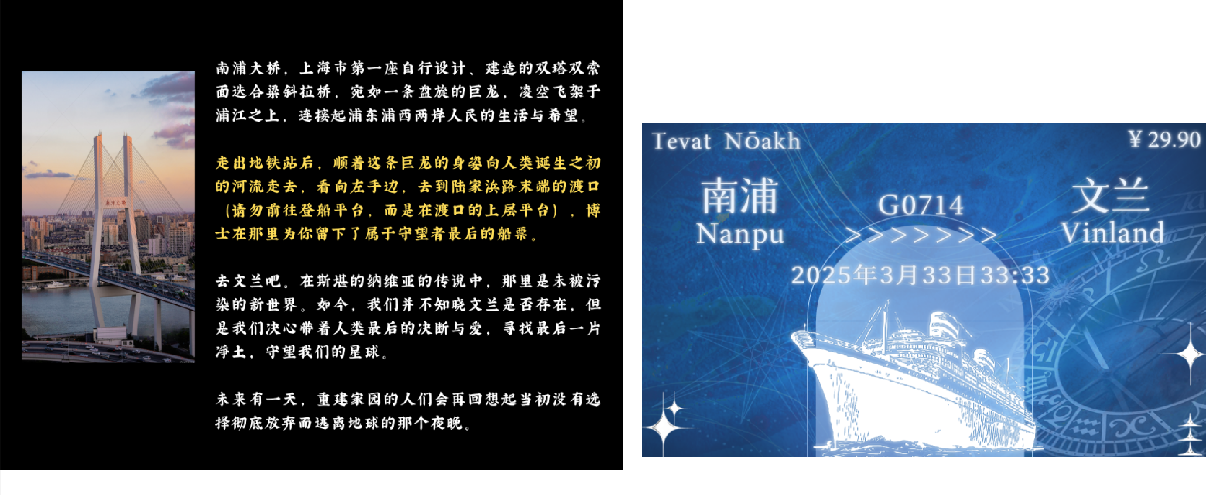 南浦大桥，上海市第一座自行设计、建造的双塔双索
面迭合梁斜拉桥，宛如一条盘旋的巨龙，凌空飞架于
浦江之上，连接起浦东浦西两岸人民的生活与希望。
走出地铁站后，顺着这条巨龙的身姿向人类诞生之初
的河流走去，看向左手边，去到陆家浜路末端的渡口
（请勿前往登船平台，而是在渡口的上层平台），博
士在那里为你留下了属于守望者最后的船票。
去文兰吧。在斯堪的纳维亚的传说中，那里是未被污
染的新世界。如今，我们并不知晓文兰是否存在，但
是我们决心带着人类最后的决断与爱，寻找最后一片
净土，守望我们的星球。
未来有一天，重建家园的人们会再回想起当初没有选
择彻底放弃而逃离地球的那个夜晚。
Tevat Nōakh
￥29.90
南浦
Nanpu
G0714
>>>>>>>
文兰
Vinland
2025年3月33日33:33